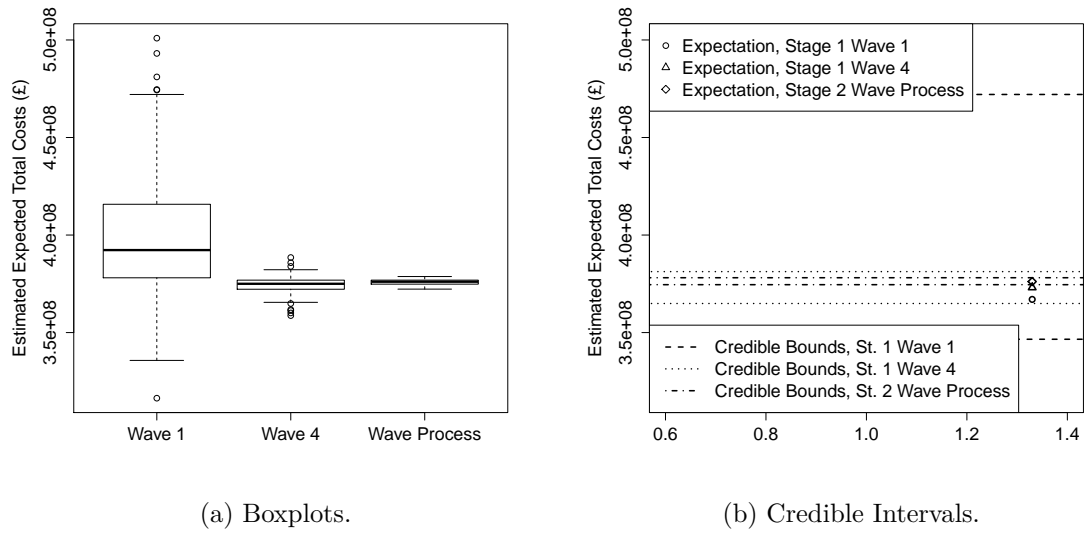 Estimated Expected Total Costs (£)
5.0e+08
4.5e+08
4.0e+08
3.5e+08
Wave 1 Wave 4 Wave Process
(a) Boxplots.
Estimated Expected Total Costs (£)
5.0e+08
4.5e+08
4.0e+08
3.5e+08
Expectation, Stage 1 Wave 1
Expectation, Stage 1 Wave 4
Expectation, Stage 2 Wave Process
Credible Bounds, St. 1 Wave 1
Credible Bounds, St. 1 Wave 4
Credible Bounds, St. 2 Wave Process
0.6 0.8 1.0 1.2 1.4
(b) Credible Intervals.